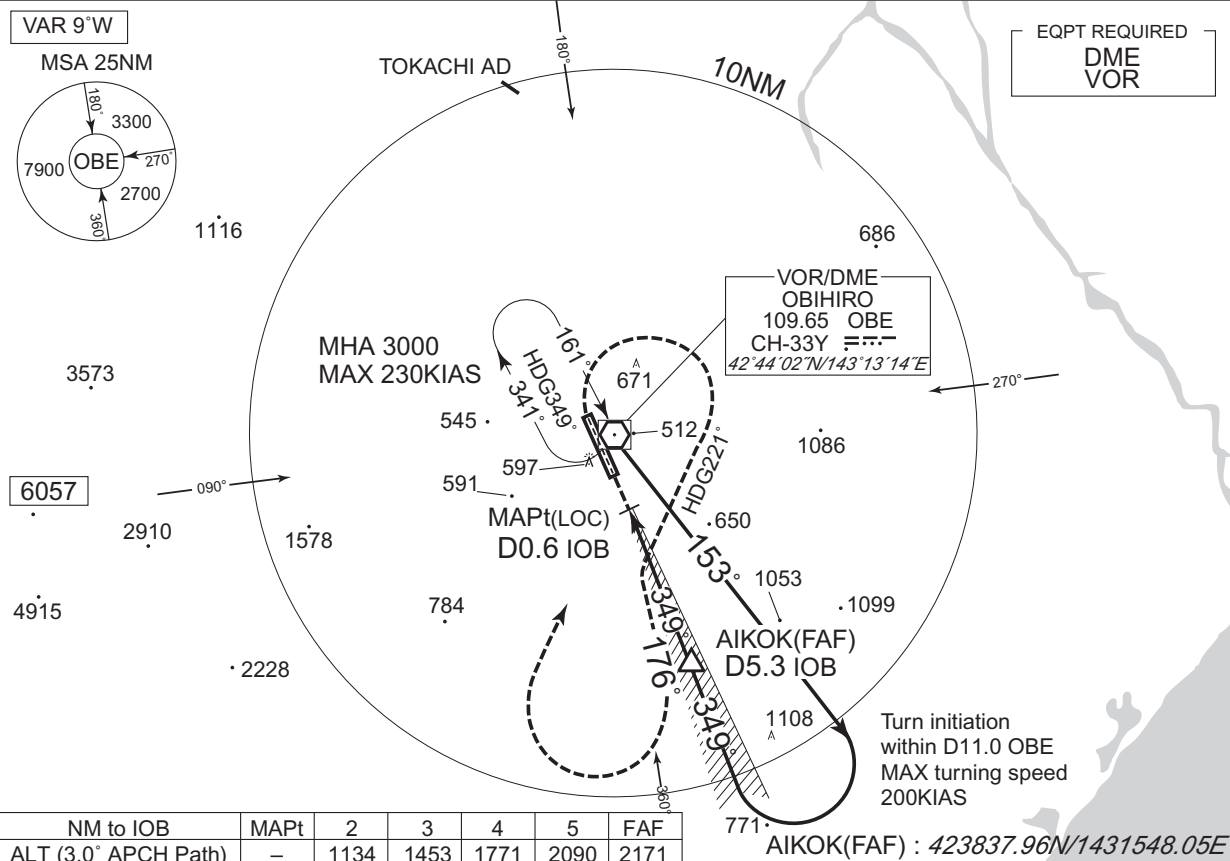 VAR 9°W
MSA 25NM
180°
3300
7900
OBE
270°
2700
360°
180°
TOKACHI AD
10NM
EQPT REQUIRED
DME
VOR
1116
686
VOR/DME
OBIHIRO
109.65 OBE
CH-33Y
42°44′02″N/143°13′14″E
MHA 3000
MAX 230KIAS
161°
HDG349°
341°
671
3573
270°
545
512
1086
597
HDG221°
6057
090°
591
650
MAPt(LOC)
D0.6 IOB
2910
1578
153°
1053
4915
784
349°
1099
176°
AIKOK(FAF)
D5.3 IOB
2228
349°
1108
Turn initiation
within D11.0 OBE
MAX turning speed
200KIAS
360°
771
NM to IOB MAPt 2 3 4 5 FAF
ALT (3.0° APCH Path) – 1134 1453 1771 2090 2171
AIKOK(FAF) : 423837.96N/1431548.05E